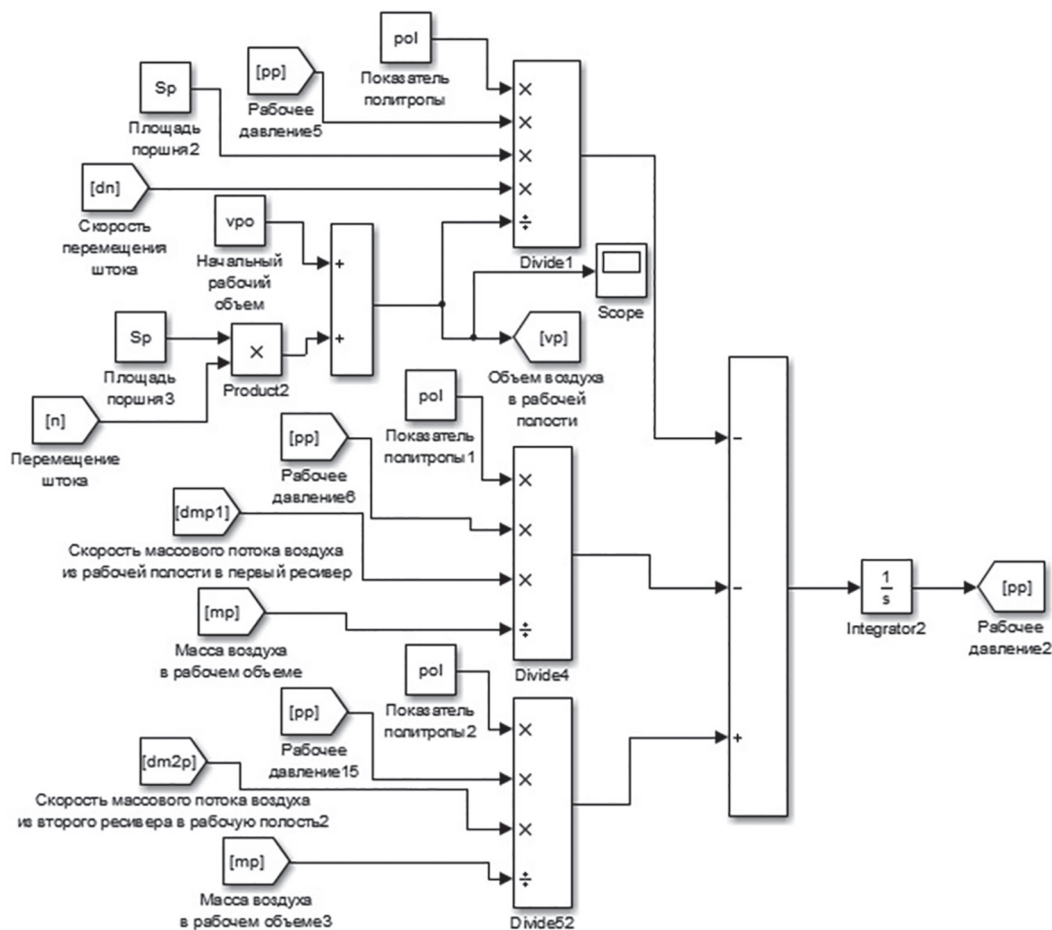 pol
Показатель
политропы
[pp]
Рабочее
давление5
Sp
Площадь
поршня2
[dn]
Скорость
перемещения
штока
×
×
×
×
÷
Divide1
vpo
Начальный
рабочий
объем
+
+
Scope
[vp]
Объем воздуха
в рабочей
полости
Sp
Площадь
поршня3
×
Product2
[n]
Перемещение
штока
pol
Показатель
политропы1
[pp]
Рабочее
давление6
[dmp1]
Скорость массового потока воздуха
из рабочей полости в первый ресивер
[mp]
Масса воздуха
в рабочем объеме
×
×
×
÷
Divide4
pol
Показатель
политропы2
[pp]
Рабочее
давление15
[dm2p]
Скорость массового потока воздуха
из второго ресивера в рабочую полость2
[mp]
Масса воздуха
в рабочем объеме3
×
×
×
÷
Divide52
−
−
+
1
s
Integrator2
[pp]
Рабочее
давление2